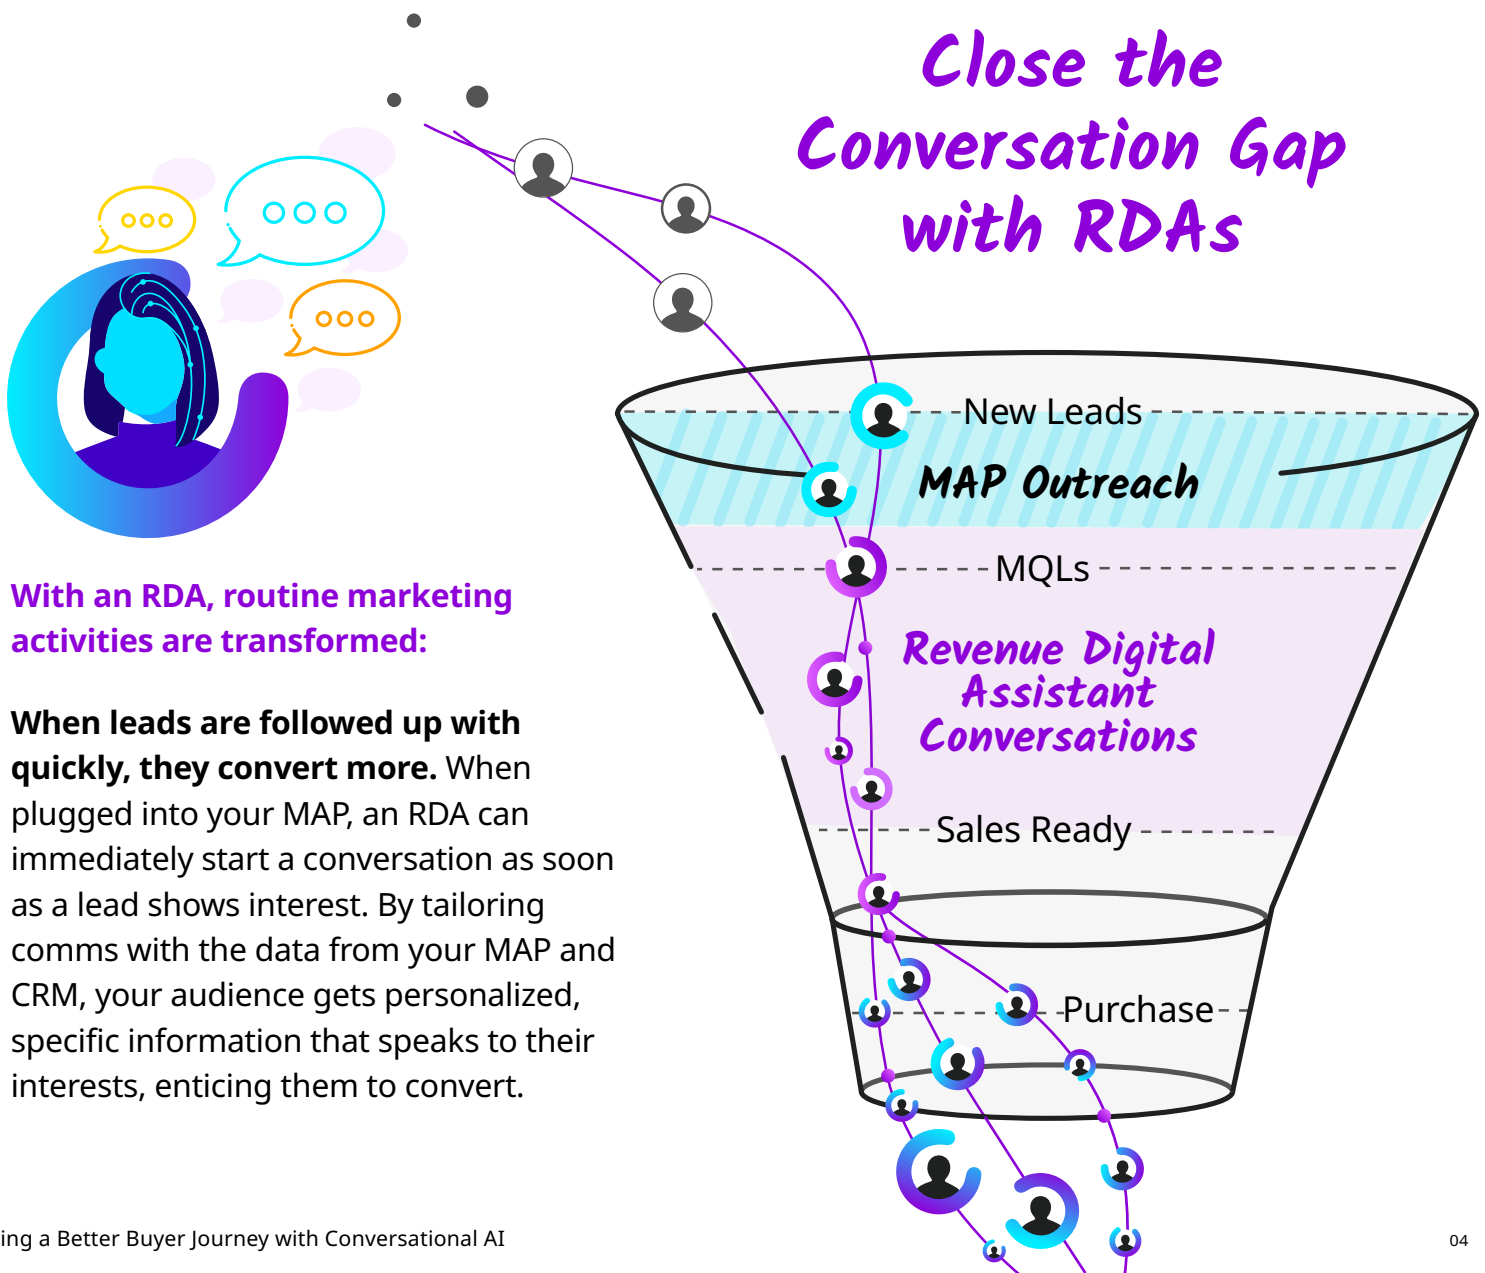 Close the
Conversation Gap
with RDAs
With an RDA, routine marketing
activities are transformed:
When leads are followed up with
quickly, they convert more. When
plugged into your MAP, an RDA can
immediately start a conversation as soon
as a lead shows interest. By tailoring
comms with the data from your MAP and
CRM, your audience gets personalized,
specific information that speaks to their
interests, enticing them to convert.
New Leads
MAP Outreach
MQLs
Revenue Digital
Assistant
Conversations
Sales Ready
Purchase
ing a Better Buyer Journey with Conversational AI
04